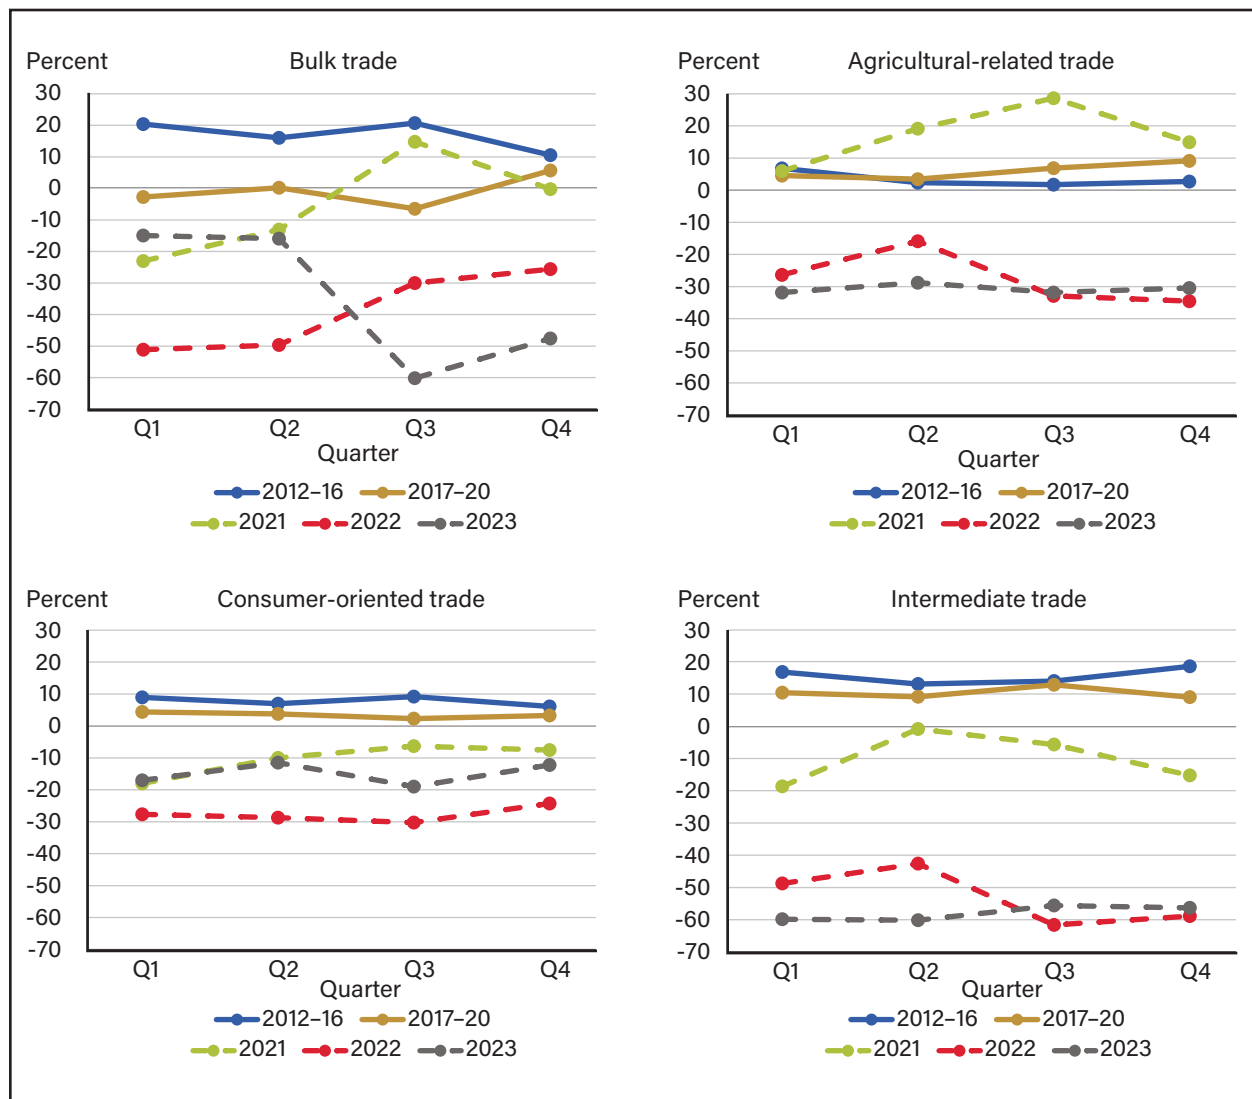 Percent
Bulk trade
30
20
10
0
-10
-20
-30
-40
-50
-60
-70
Q1 Q2 Q3 Q4
Quarter
2012–16 2017–20
2021 2022 2023
Percent
Agricultural-related trade
30
20
10
0
-10
-20
-30
-40
-50
-60
-70
Q1 Q2 Q3 Q4
Quarter
2012–16 2017–20
2021 2022 2023
Percent
Consumer-oriented trade
30
20
10
0
-10
-20
-30
-40
-50
-60
-70
Q1 Q2 Q3 Q4
Quarter
2012–16 2017–20
2021 2022 2023
Percent
Intermediate trade
30
20
10
0
-10
-20
-30
-40
-50
-60
-70
Q1 Q2 Q3 Q4
Quarter
2012–16 2017–20
2021 2022 2023